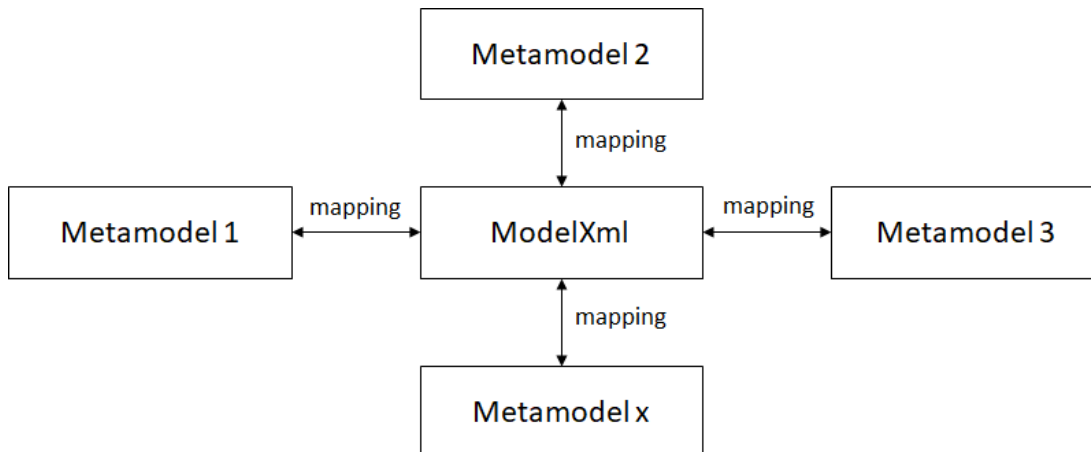 Metamodel 2
mapping
mapping
mapping
Metamodel 1
ModelXml
Metamodel 3
mapping
Metamodel x